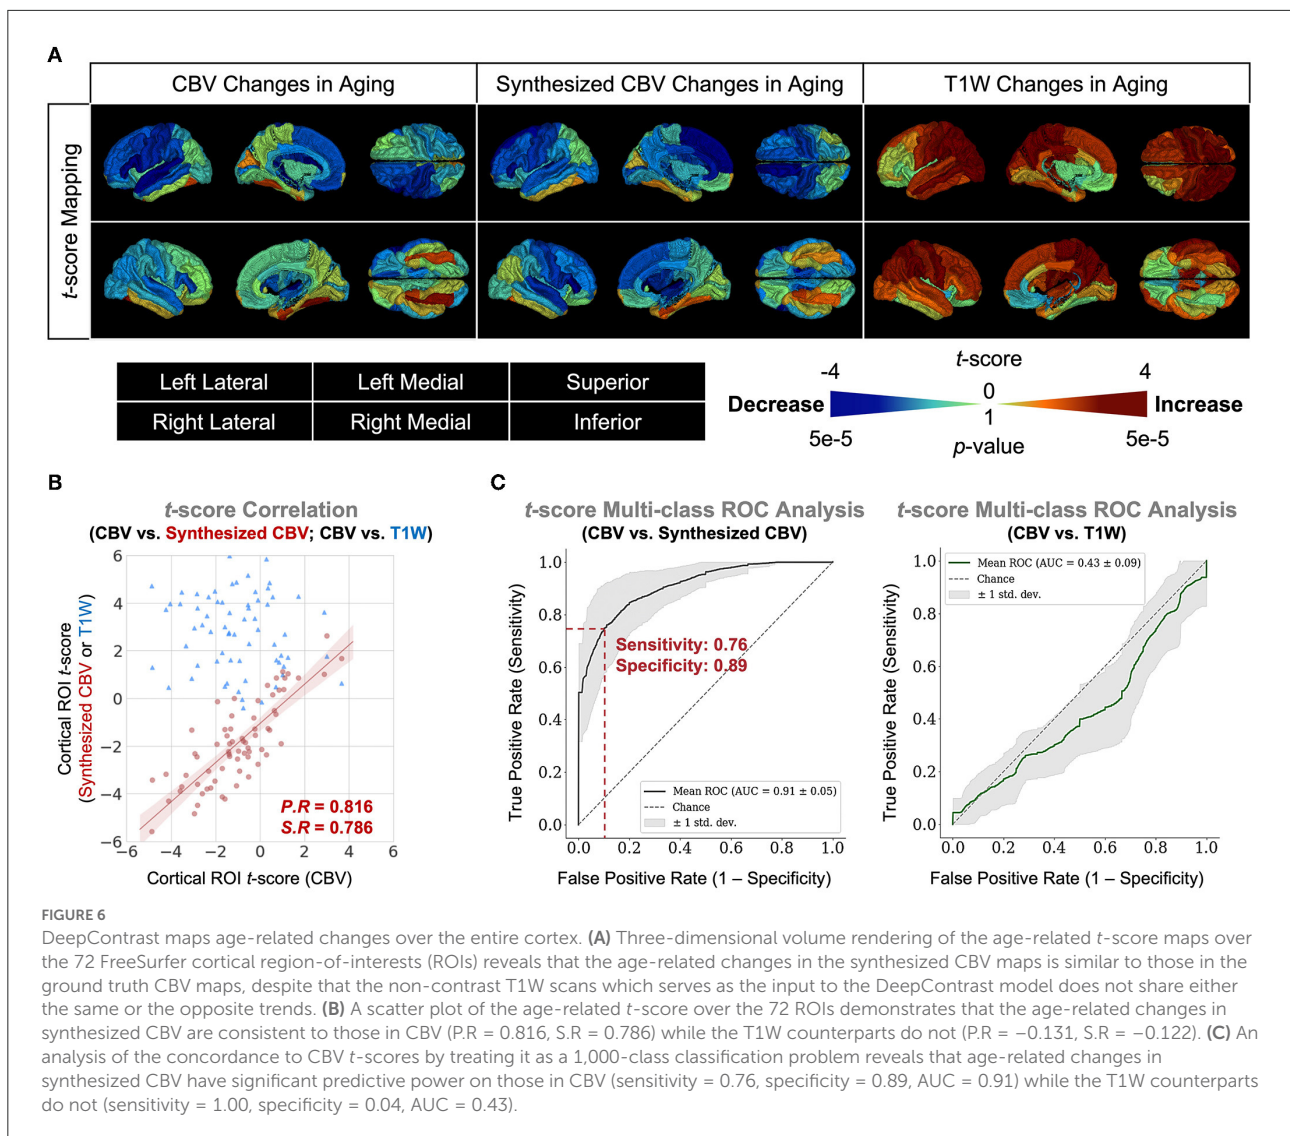 A
CBV Changes in Aging
Synthesized CBV Changes in Aging
T1W Changes in Aging
t-score Mapping
Left Lateral
Left Medial
Superior
Right Lateral
Right Medial
Inferior
t-score
-4
0
4
Decrease
Increase
5e-5
1
5e-5
p-value
B
t-score Correlation
(CBV vs. Synthesized CBV; CBV vs. T1W)
Cortical ROI t-score
(Synthesized CBV or T1W)
6
4
2
0
−2
−4
−6
P.R = 0.816
S.R = 0.786
−6
−4
−2
0
2
4
6
Cortical ROI t-score (CBV)
C
t-score Multi-class ROC Analysis
(CBV vs. Synthesized CBV)
True Positive Rate (Sensitivity)
1.0
0.8
0.6
0.4
0.2
0.0
Sensitivity: 0.76
Specificity: 0.89
Mean ROC (AUC = 0.91 ± 0.05)
Chance
± 1 std. dev.
0.0
0.2
0.4
0.6
0.8
1.0
False Positive Rate (1 – Specificity)
t-score Multi-class ROC Analysis
(CBV vs. T1W)
True Positive Rate (Sensitivity)
1.0
0.8
0.6
0.4
0.2
0.0
Mean ROC (AUC = 0.43 ± 0.09)
Chance
± 1 std. dev.
0.0
0.2
0.4
0.6
0.8
1.0
False Positive Rate (1 – Specificity)
FIGURE 6
DeepContrast maps age-related changes over the entire cortex. (A) Three-dimensional volume rendering of the age-related t-score maps over
the 72 FreeSurfer cortical region-of-interests (ROIs) reveals that the age-related changes in the synthesized CBV maps is similar to those in the
ground truth CBV maps, despite that the non-contrast T1W scans which serves as the input to the DeepContrast model does not share either
the same or the opposite trends. (B) A scatter plot of the age-related t-score over the 72 ROIs demonstrates that the age-related changes in
synthesized CBV are consistent to those in CBV (P.R = 0.816, S.R = 0.786) while the T1W counterparts do not (P.R = −0.131, S.R = −0.122). (C) An
analysis of the concordance to CBV t-scores by treating it as a 1,000-class classification problem reveals that age-related changes in
synthesized CBV have significant predictive power on those in CBV (sensitivity = 0.76, specificity = 0.89, AUC = 0.91) while the T1W counterparts
do not (sensitivity = 1.00, specificity = 0.04, AUC = 0.43).